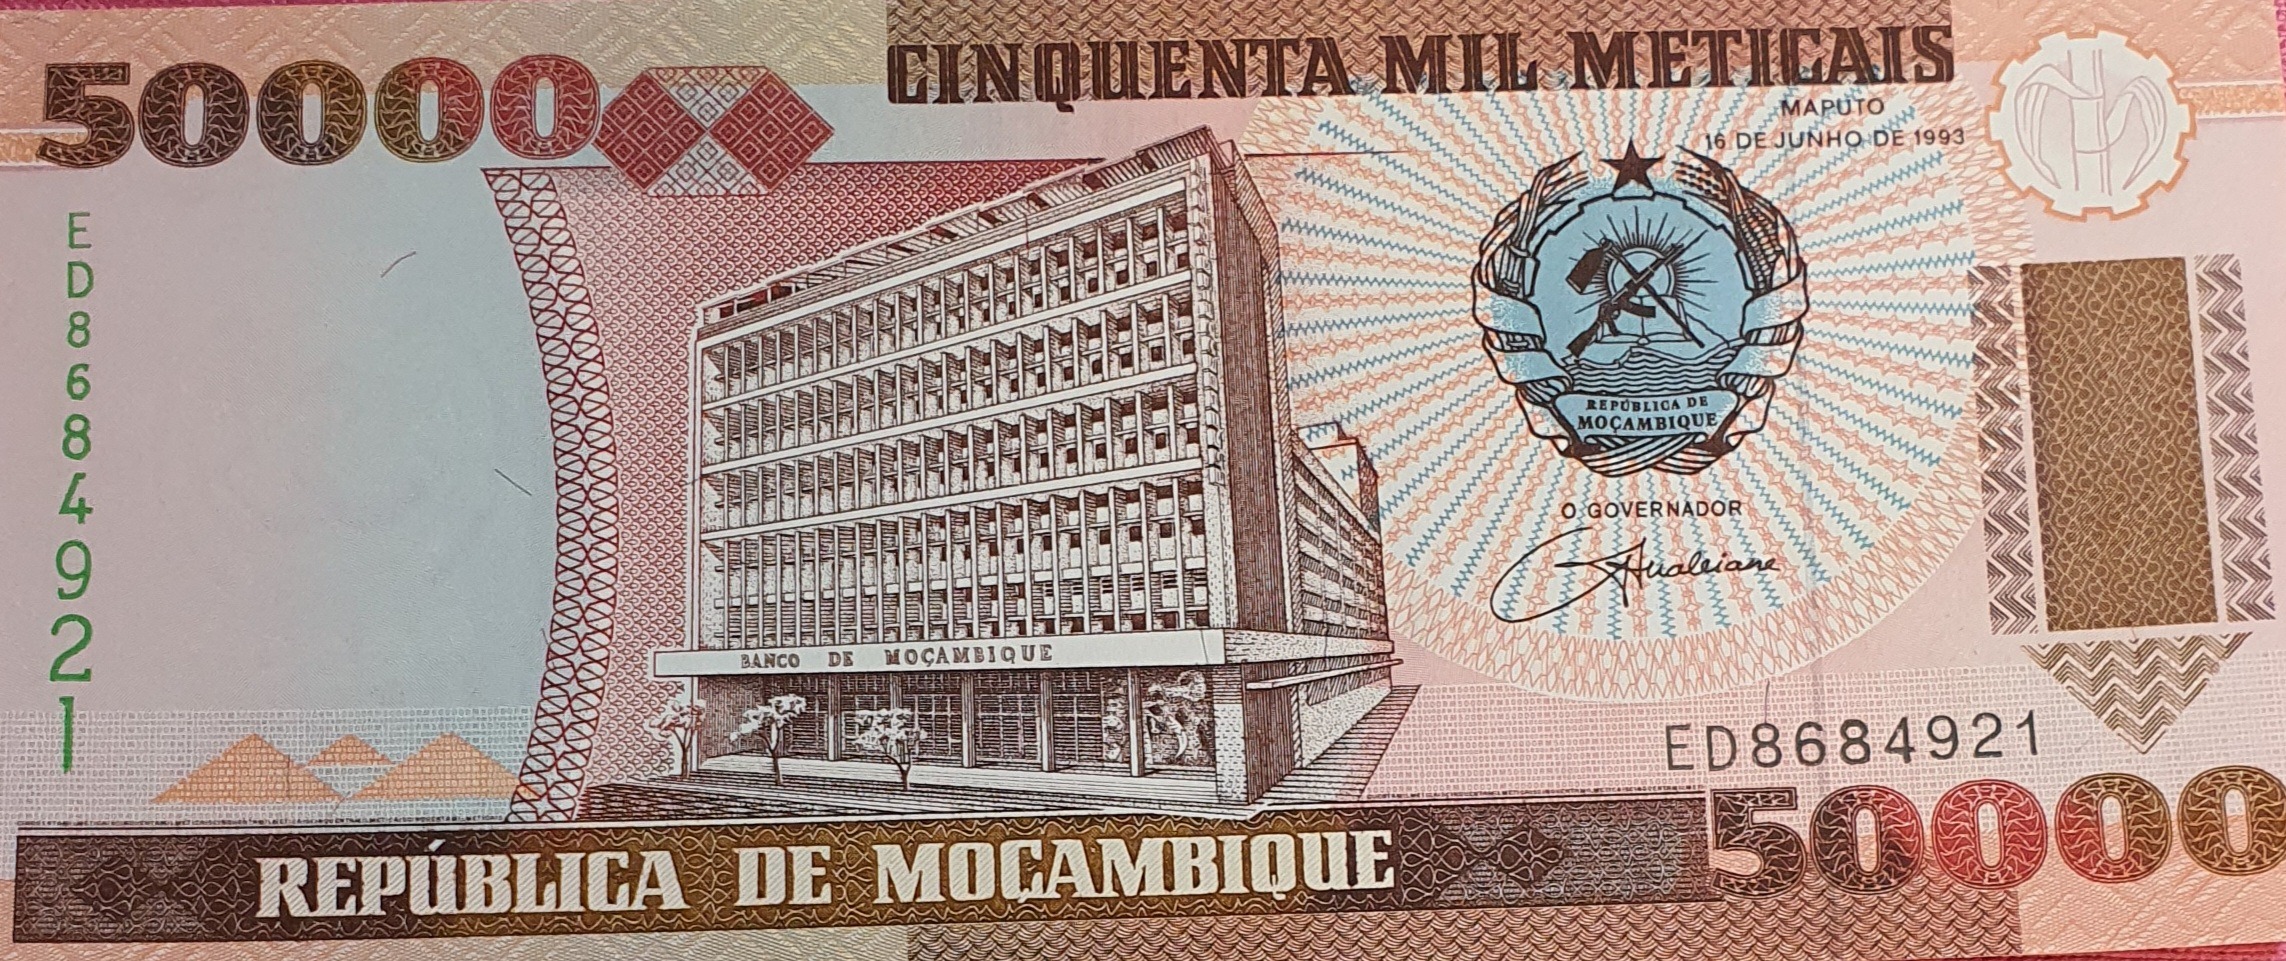 50000
CINQUENTA MIL METICAIS
MAPUTO
16 DE JUNHO DE 1993
ED8684921
REPÚBLICA DE
MOÇAMBIQUE
O GOVERNADOR
BANCO DE MOÇAMBIQUE
ED8684921
50000
REPÚBLICA DE MOÇAMBIQUE